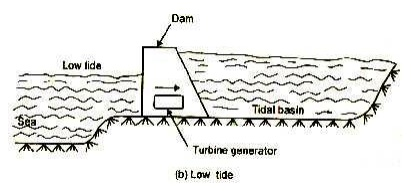 Dam
Low tide
Sea
Tidal basin
Turbine generator
(b) Low tide